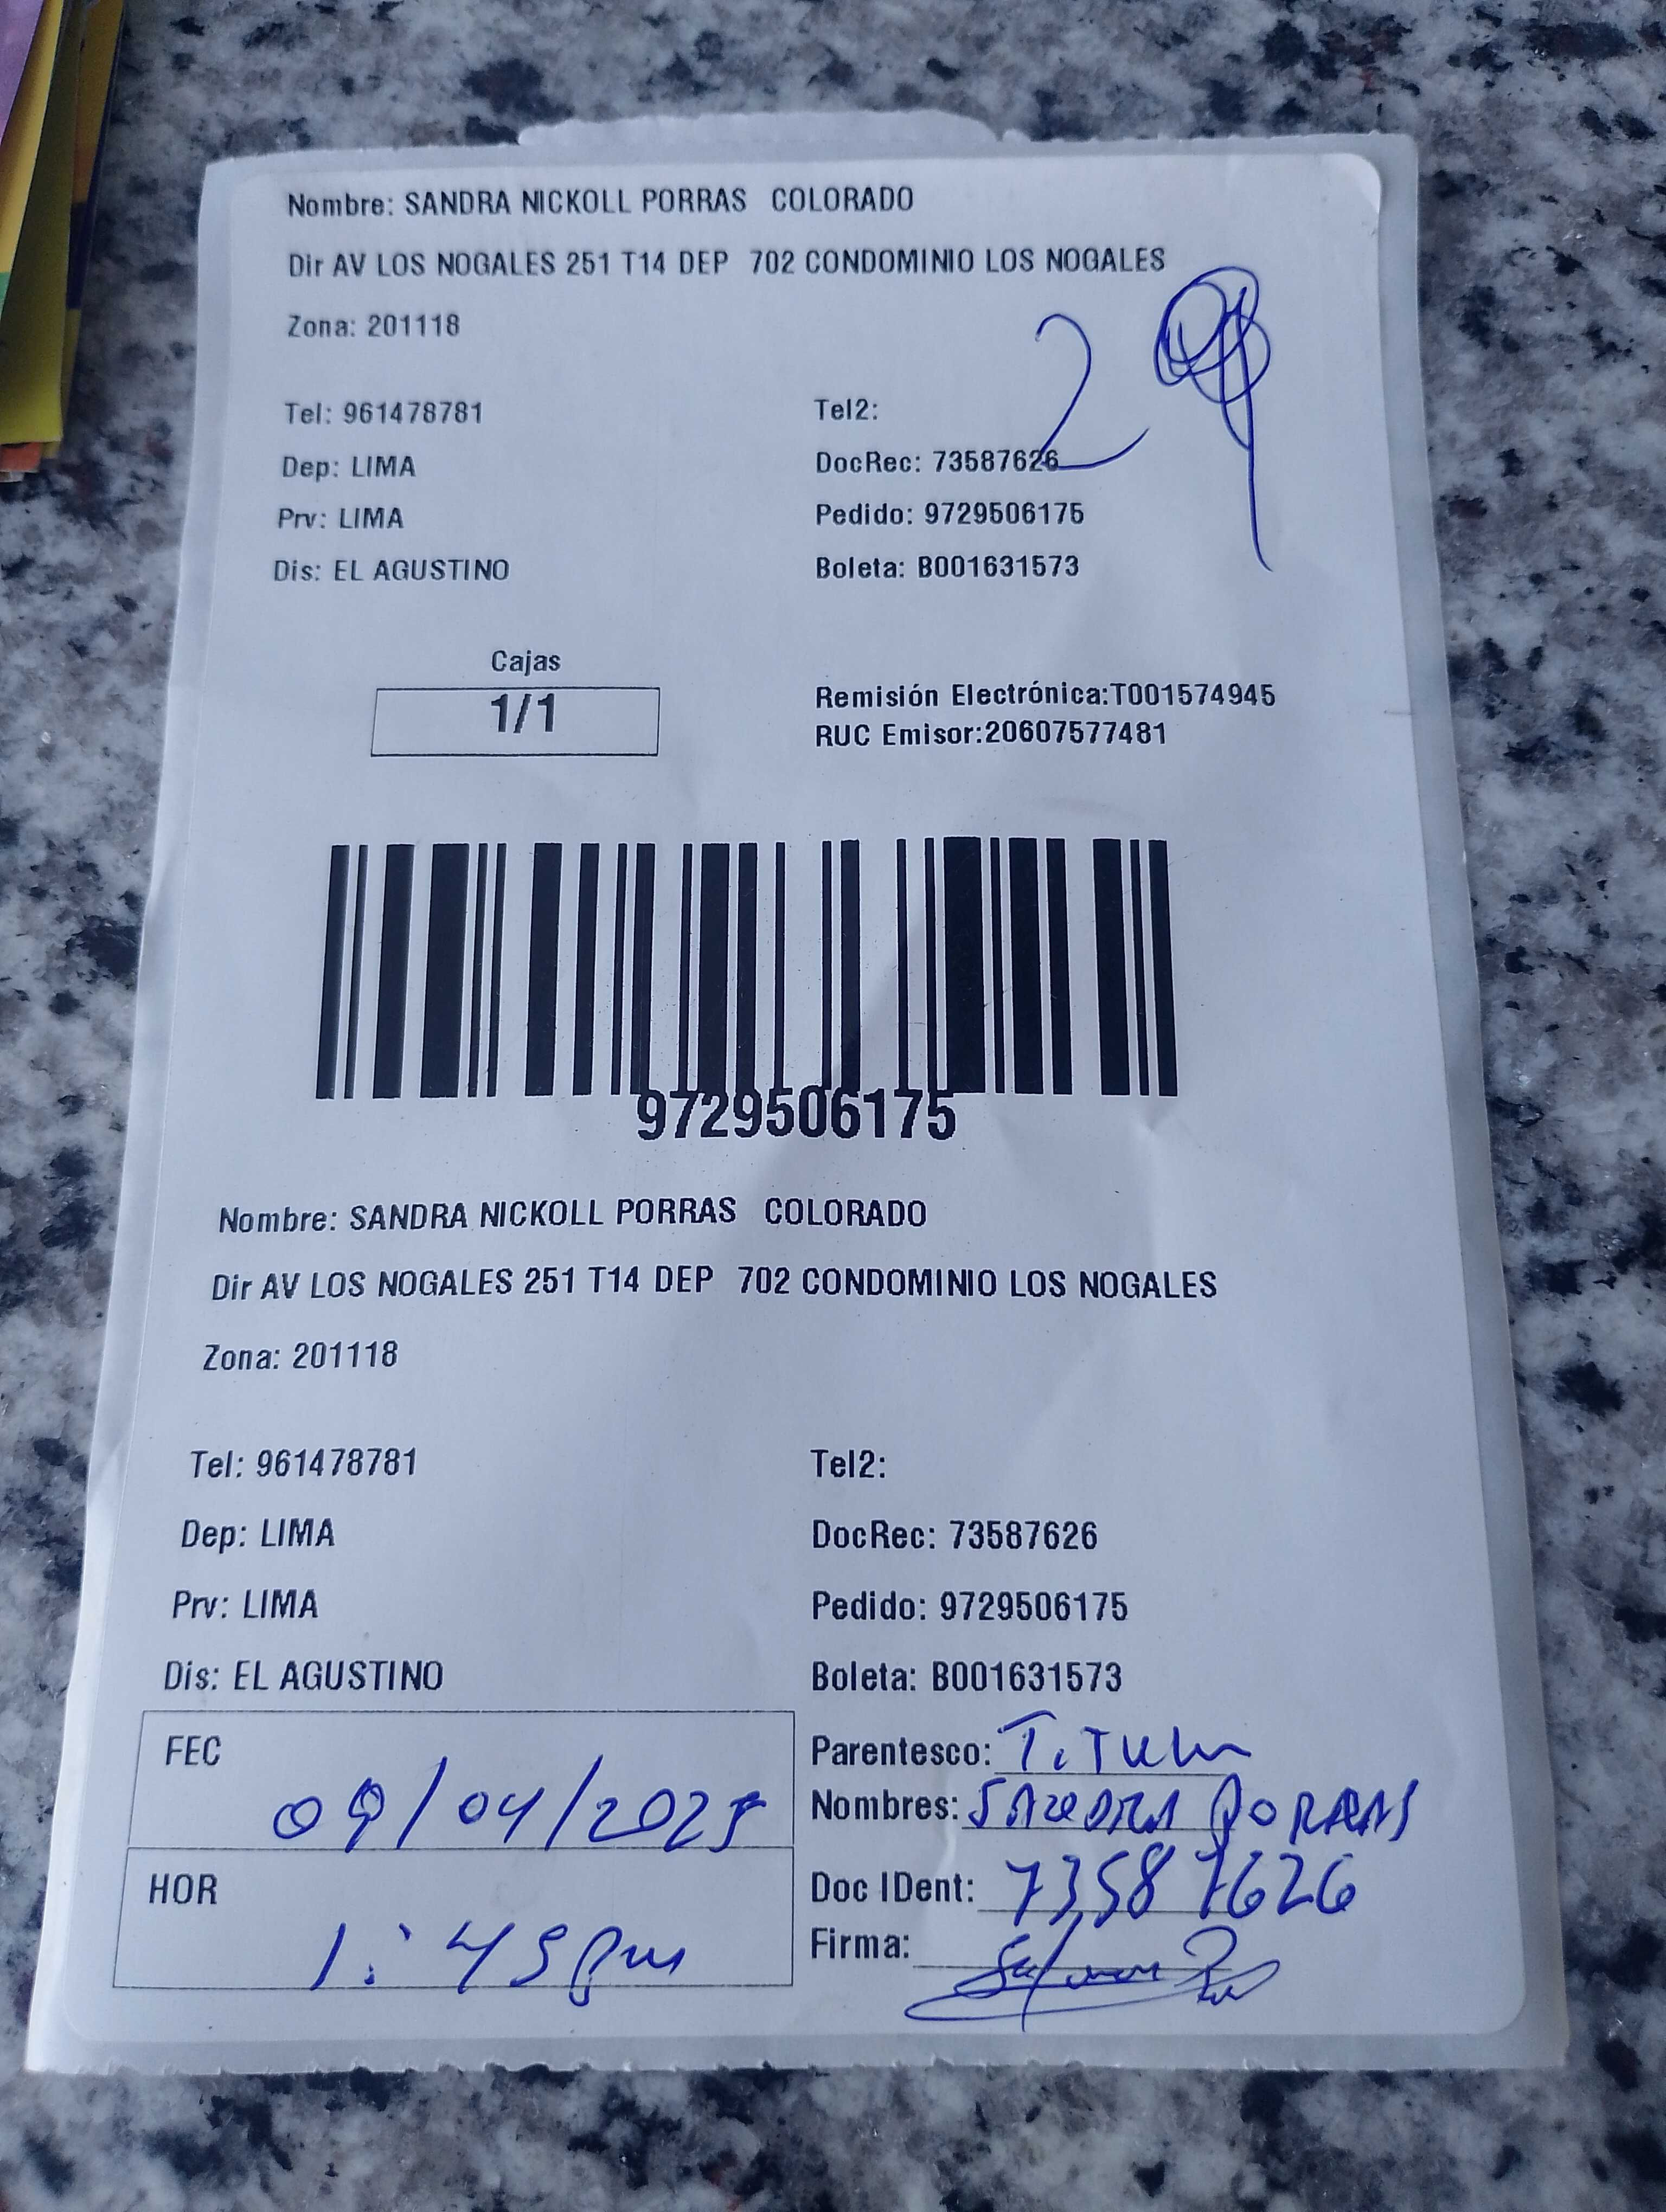 Nombre: SANDRA NICKOLL PORRAS COLORADO
Dir AV LOS NOGALES 251 T14 DEP 702 CONDOMINIO LOS NOGALES
Zona: 201118
29
Tel: 961478781 Tel2:
Dep: LIMA DocRec: 73587626
Prv: LIMA Pedido: 9729506175
Dis: EL AGUSTINO Boleta: B001631573
Cajas
1/1
Remisión Electrónica:T001574945
RUC Emisor:20607577481
9729506175
Nombre: SANDRA NICKOLL PORRAS COLORADO
Dir AV LOS NOGALES 251 T14 DEP 702 CONDOMINIO LOS NOGALES
Zona: 201118
Tel: 961478781 Tel2:
Dep: LIMA DocRec: 73587626
Prv: LIMA Pedido: 9729506175
Dis: EL AGUSTINO Boleta: B001631573
FEC 09/04/2025
HOR 1:45 pm
Parentesco: Titular
Nombres: SANDRA PORRAS
Doc IDent: 73587626
Firma: